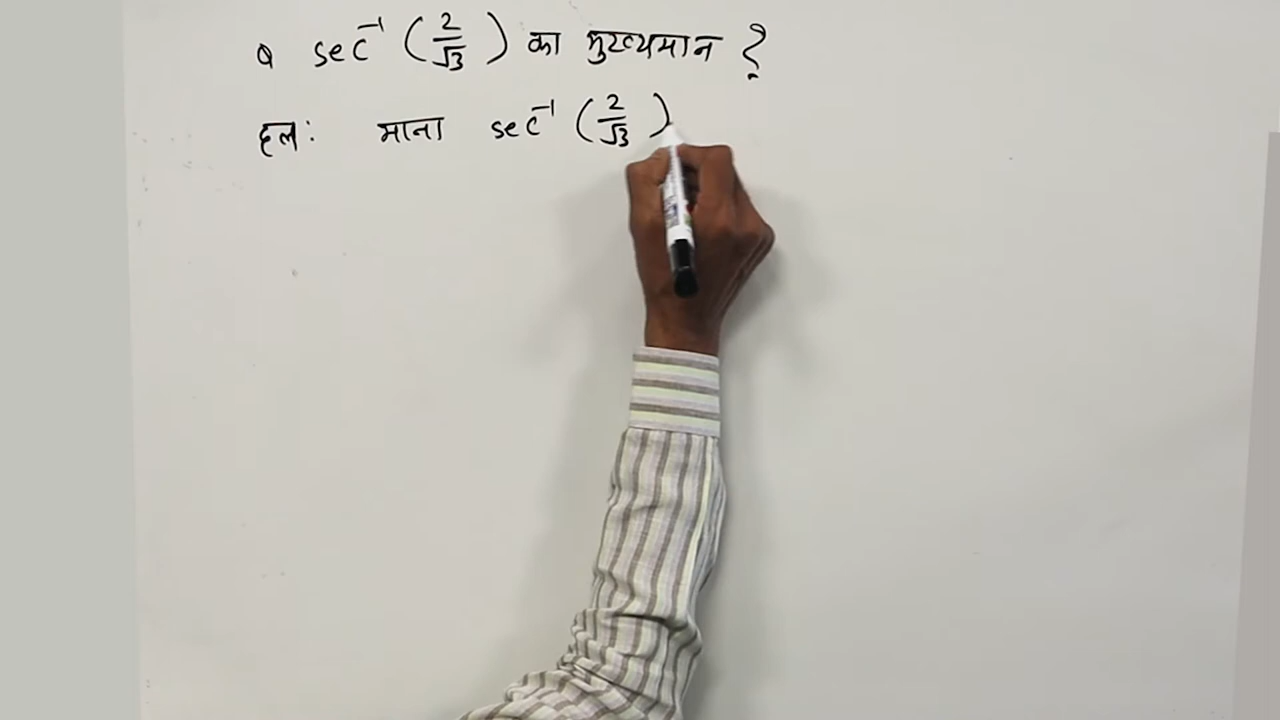 Q sec⁻¹ (2/√3) का मुख्यमान ?
हल: माना sec⁻¹ (2/√3)